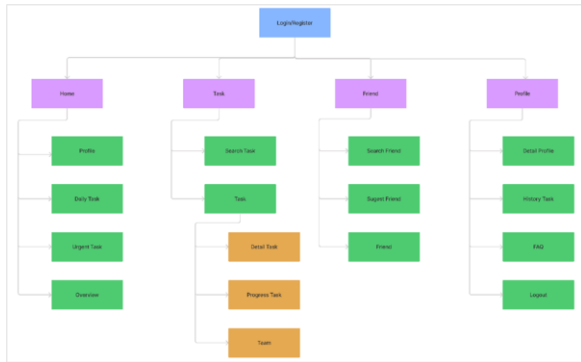 Login/Register
Home
Task
Friend
Profile
Profile
Search Task
Search Friend
Detail Profile
Daily Task
Task
Sugest Friend
History Task
Urgent Task
Detail Task
Friend
FAQ
Overview
Progress Task
Logout
Team